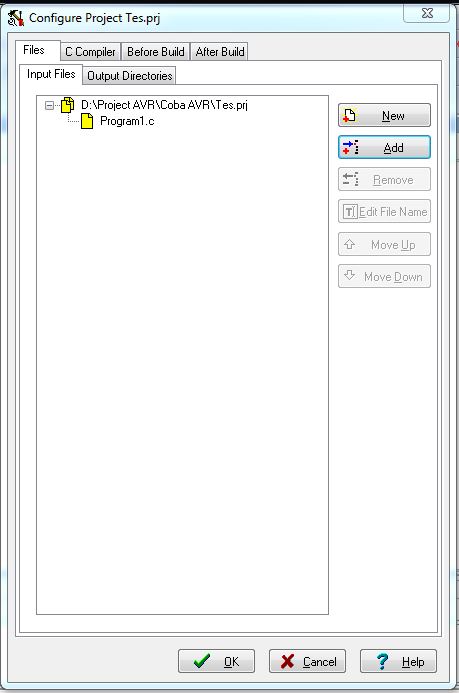 Configure Project Tes.prj
Files C Compiler Before Build After Build
Input Files Output Directories
D:\Project AVR\Coba AVR\Tes.prj
Program1.c
New
Add
Remove
Edit File Name
Move Up
Move Down
OK Cancel Help